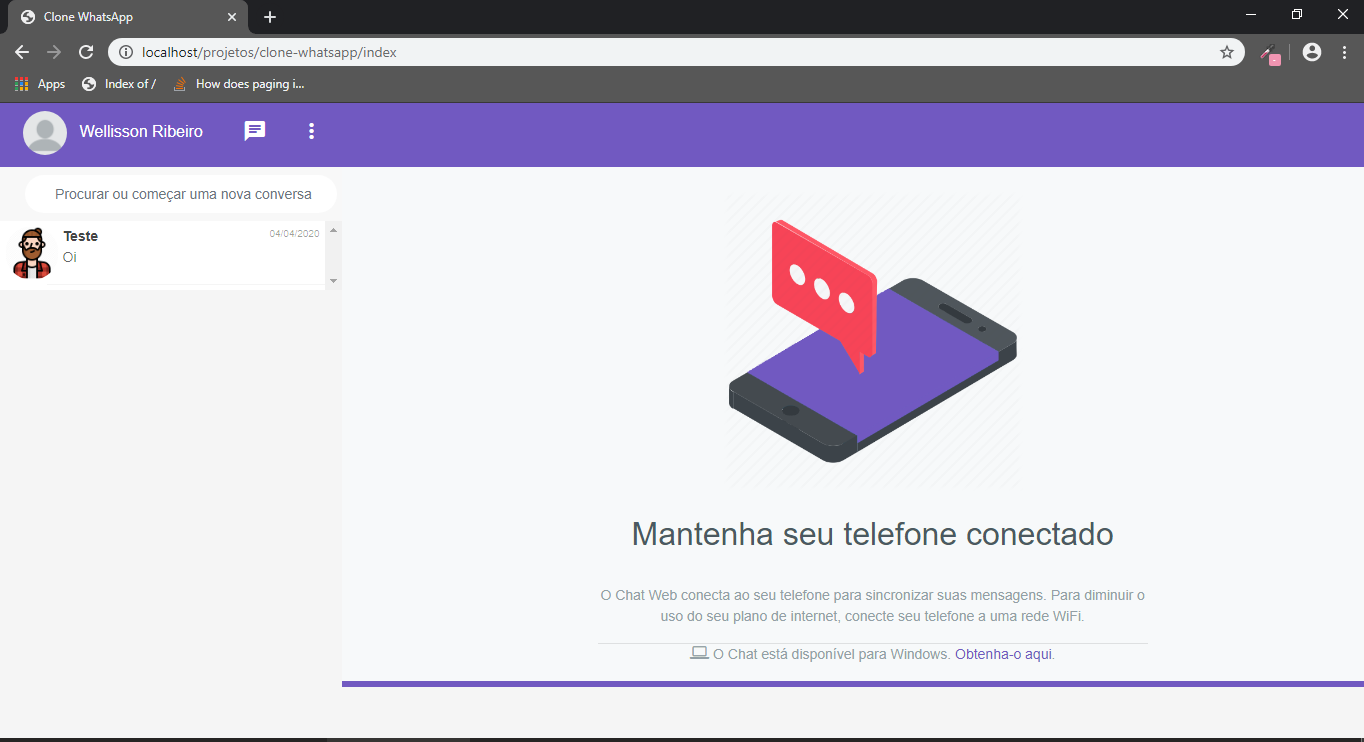 Clone WhatsApp
localhost/projetos/clone-whatsapp/index
Apps
Index of /
How does paging i...
Wellisson Ribeiro
Procurar ou começar uma nova conversa
Teste
04/04/2020
Oi
Mantenha seu telefone conectado
O Chat Web conecta ao seu telefone para sincronizar suas mensagens. Para diminuir o
uso do seu plano de internet, conecte seu telefone a uma rede WiFi.
O Chat está disponível para Windows. Obtenha-o aqui.